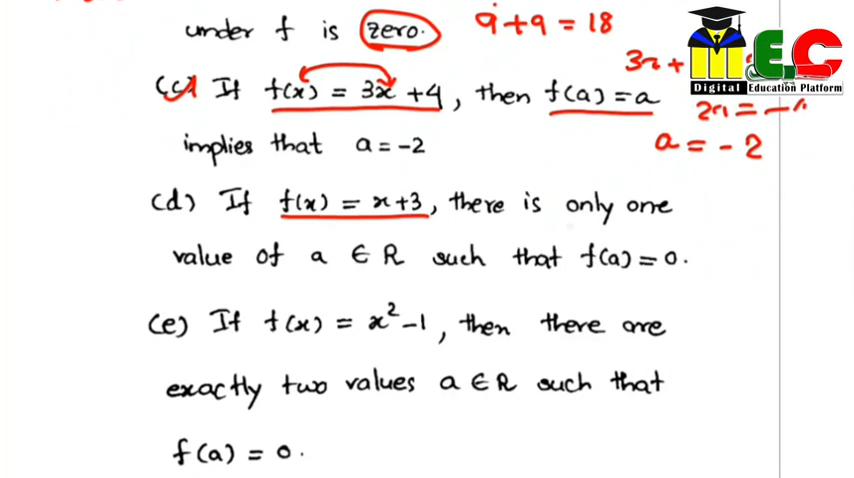 under f is zero. 9+9=18
(c) If f(x) = 3x+4, then f(a)=a
3x+
MEC
Digital Education Platform
implies that a=-2
a = -2
(d) If f(x) = x+3, there is only one
value of a ∈ R such that f(a)=0.
(e) If f(x) = x²-1, then there are
exactly two values a ∈ R such that
f(a) = 0.